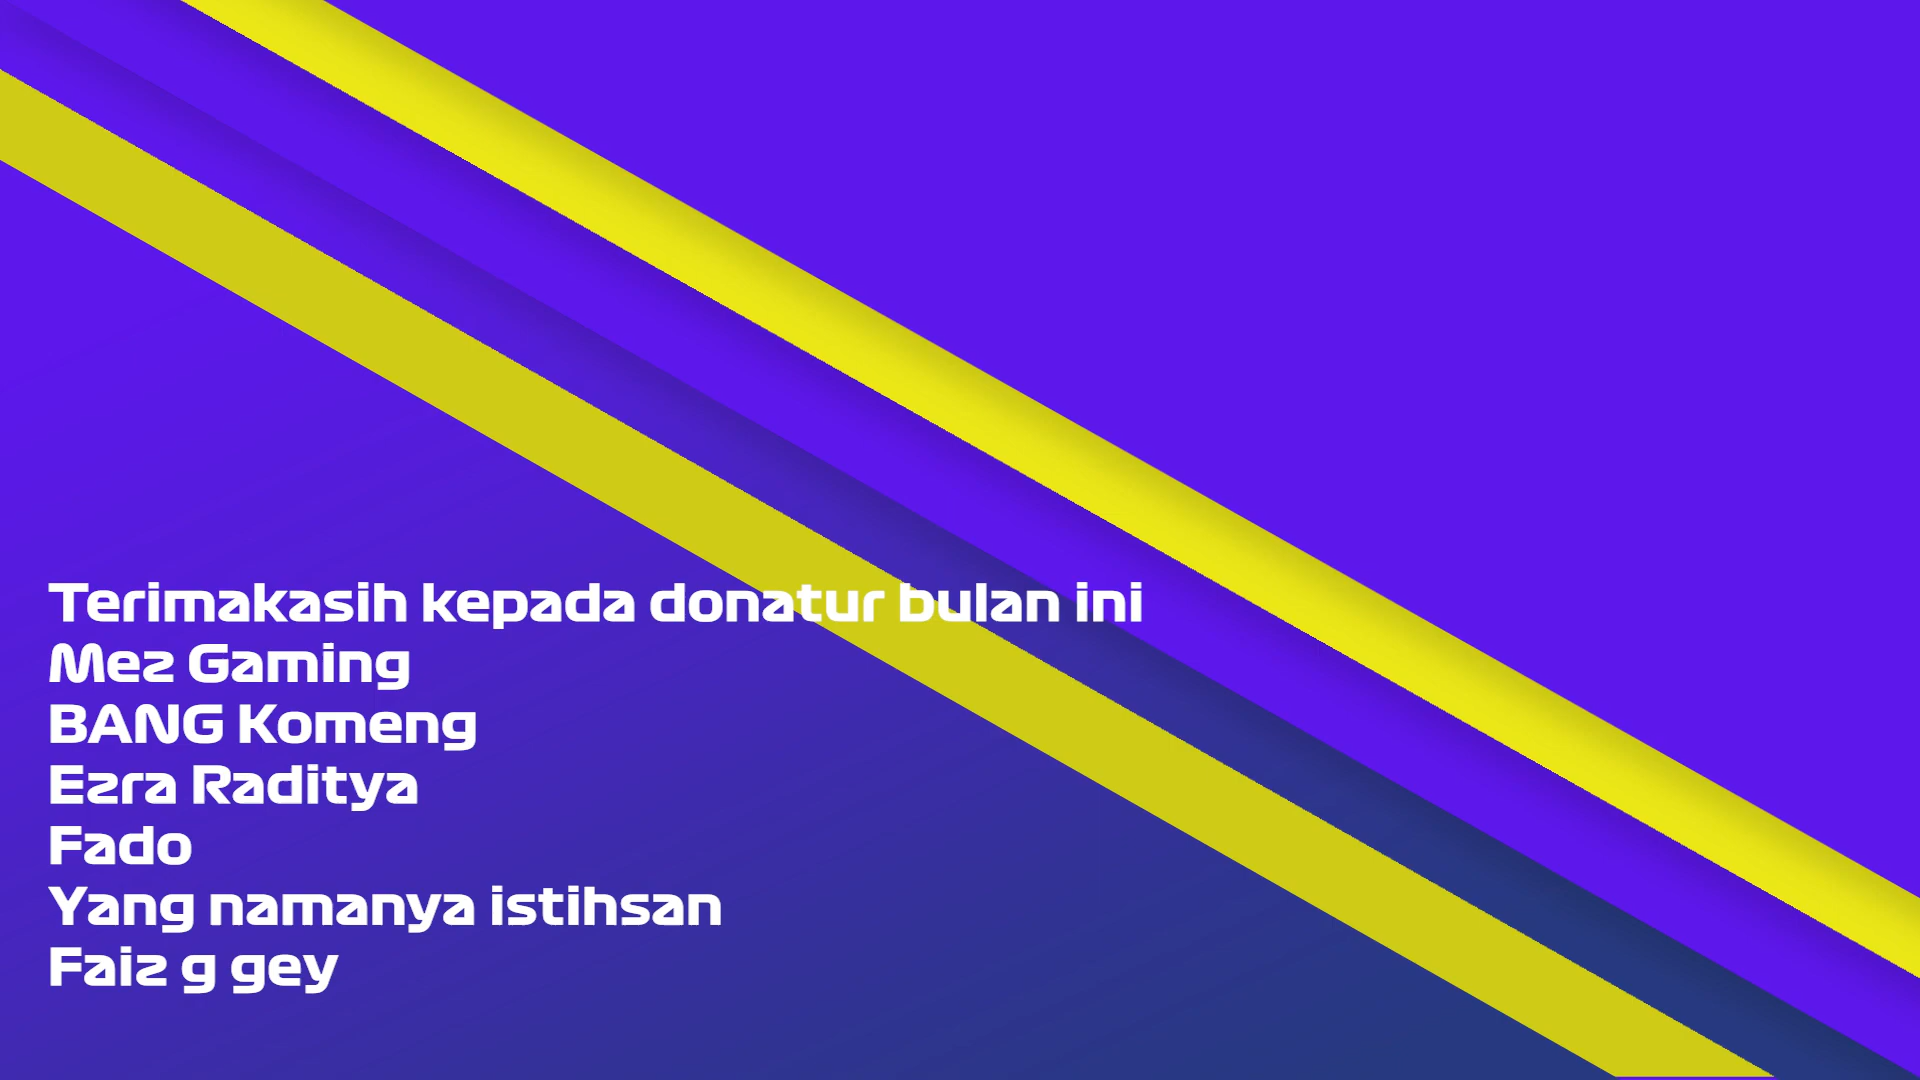 Terimakasih kepada donatur bulan ini
Mez Gaming
BANG Komeng
Ezra Raditya
Fado
Yang namanya istihsan
Faiz g gey